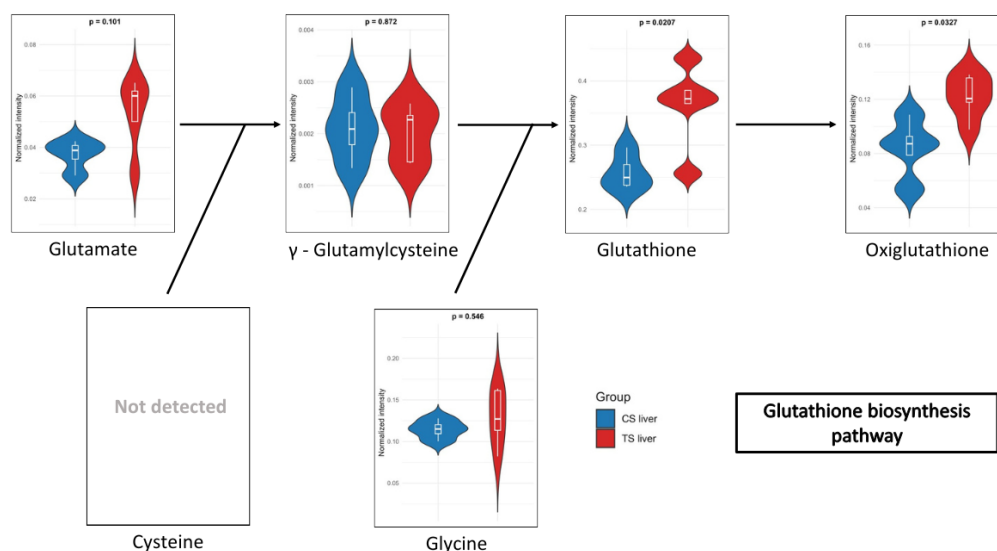 p = 0.101
Normalized intensity
0.08
0.06
0.04
0.02
Glutamate
p = 0.872
Normalized intensity
0.004
0.003
0.002
0.001
γ - Glutamylcysteine
p = 0.0207
Normalized intensity
0.4
0.3
0.2
Glutathione
p = 0.0327
Normalized intensity
0.16
0.12
0.08
0.04
Oxiglutathione
Not detected
Cysteine
p = 0.546
Normalized intensity
0.20
0.15
0.10
0.05
Glycine
Group
CS liver
TS liver
Glutathione biosynthesis
pathway